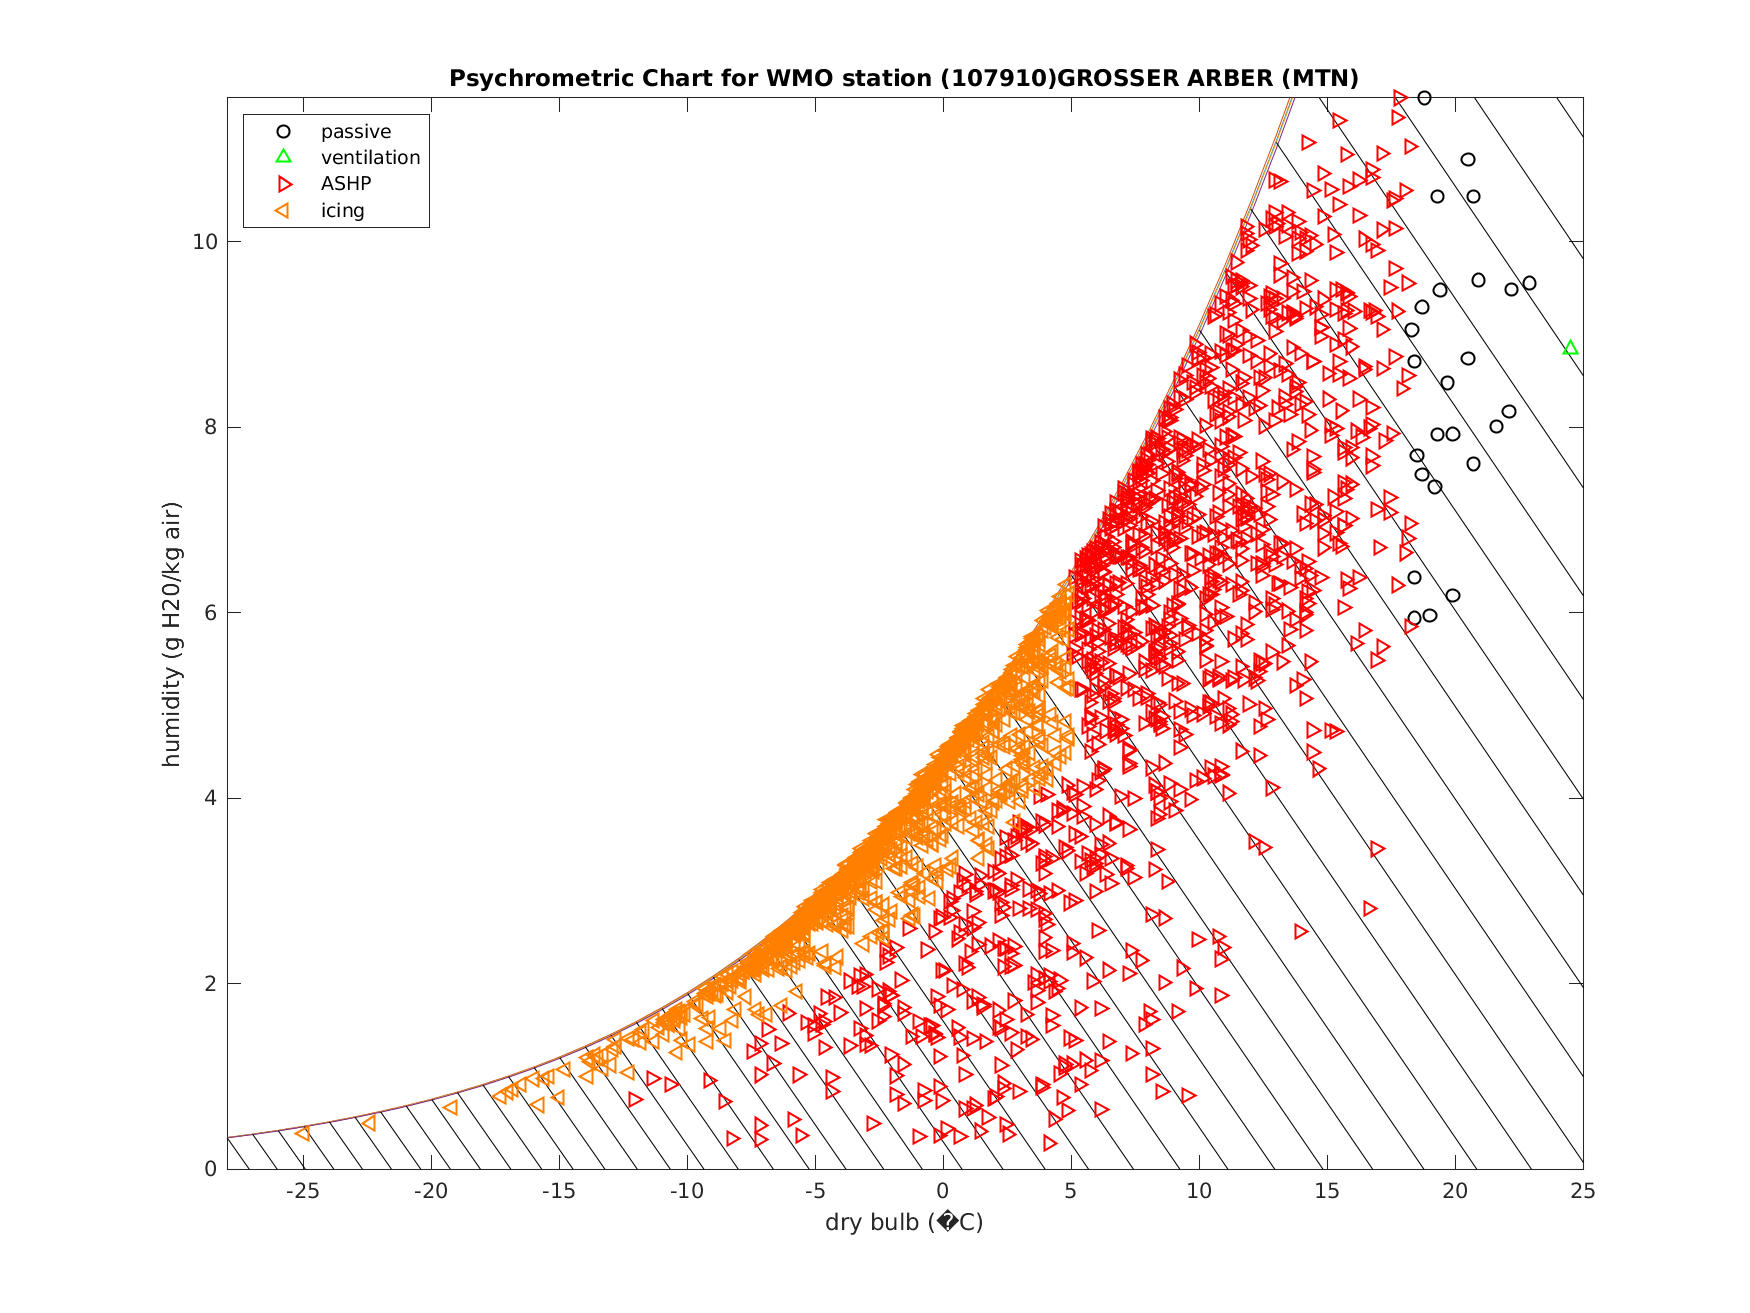 Psychrometric Chart for WMO station (107910)GROSSER ARBER (MTN)
passive
ventilation
ASHP
icing
humidity (g H20/kg air)
10
8
6
4
2
0
-25 -20 -15 -10 -5 0 5 10 15 20 25
dry bulb (�C)